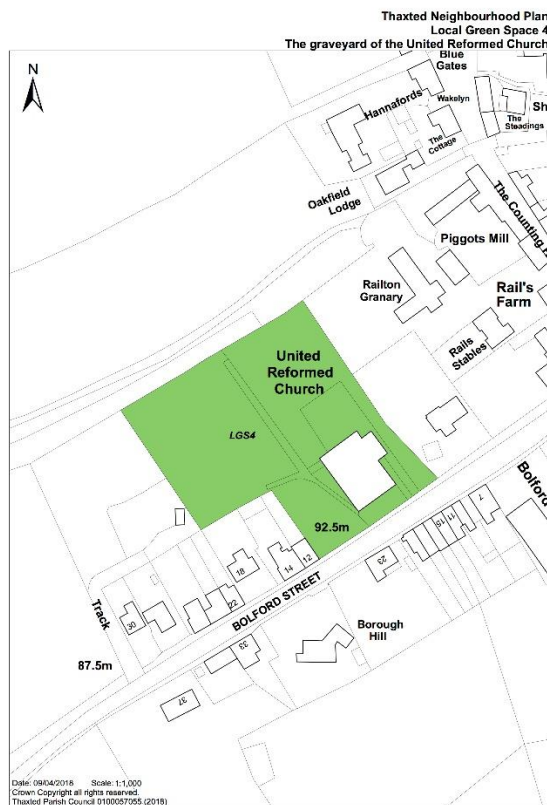 Thaxted Neighbourhood Plan
Local Green Space 4
The graveyard of the United Reformed Church
N
Blue
Gates
Wakelyn
Hannafords
Sh
The
Steadings
The
Cottage
Oakfield
Lodge
The Counting H
Piggots Mill
Railton
Granary
Rail's
Farm
Rails
Stables
United
Reformed
Church
LGS4
92.5m
Bolford
7
11
15
23
12
14
18
22
30
BOLFORD STREET
Track
Borough
Hill
33
87.5m
37
Date: 09/04/2018 Scale: 1:1,000
Crown Copyright all rights reserved.
Thaxted Parish Council 0100057055 (2018)